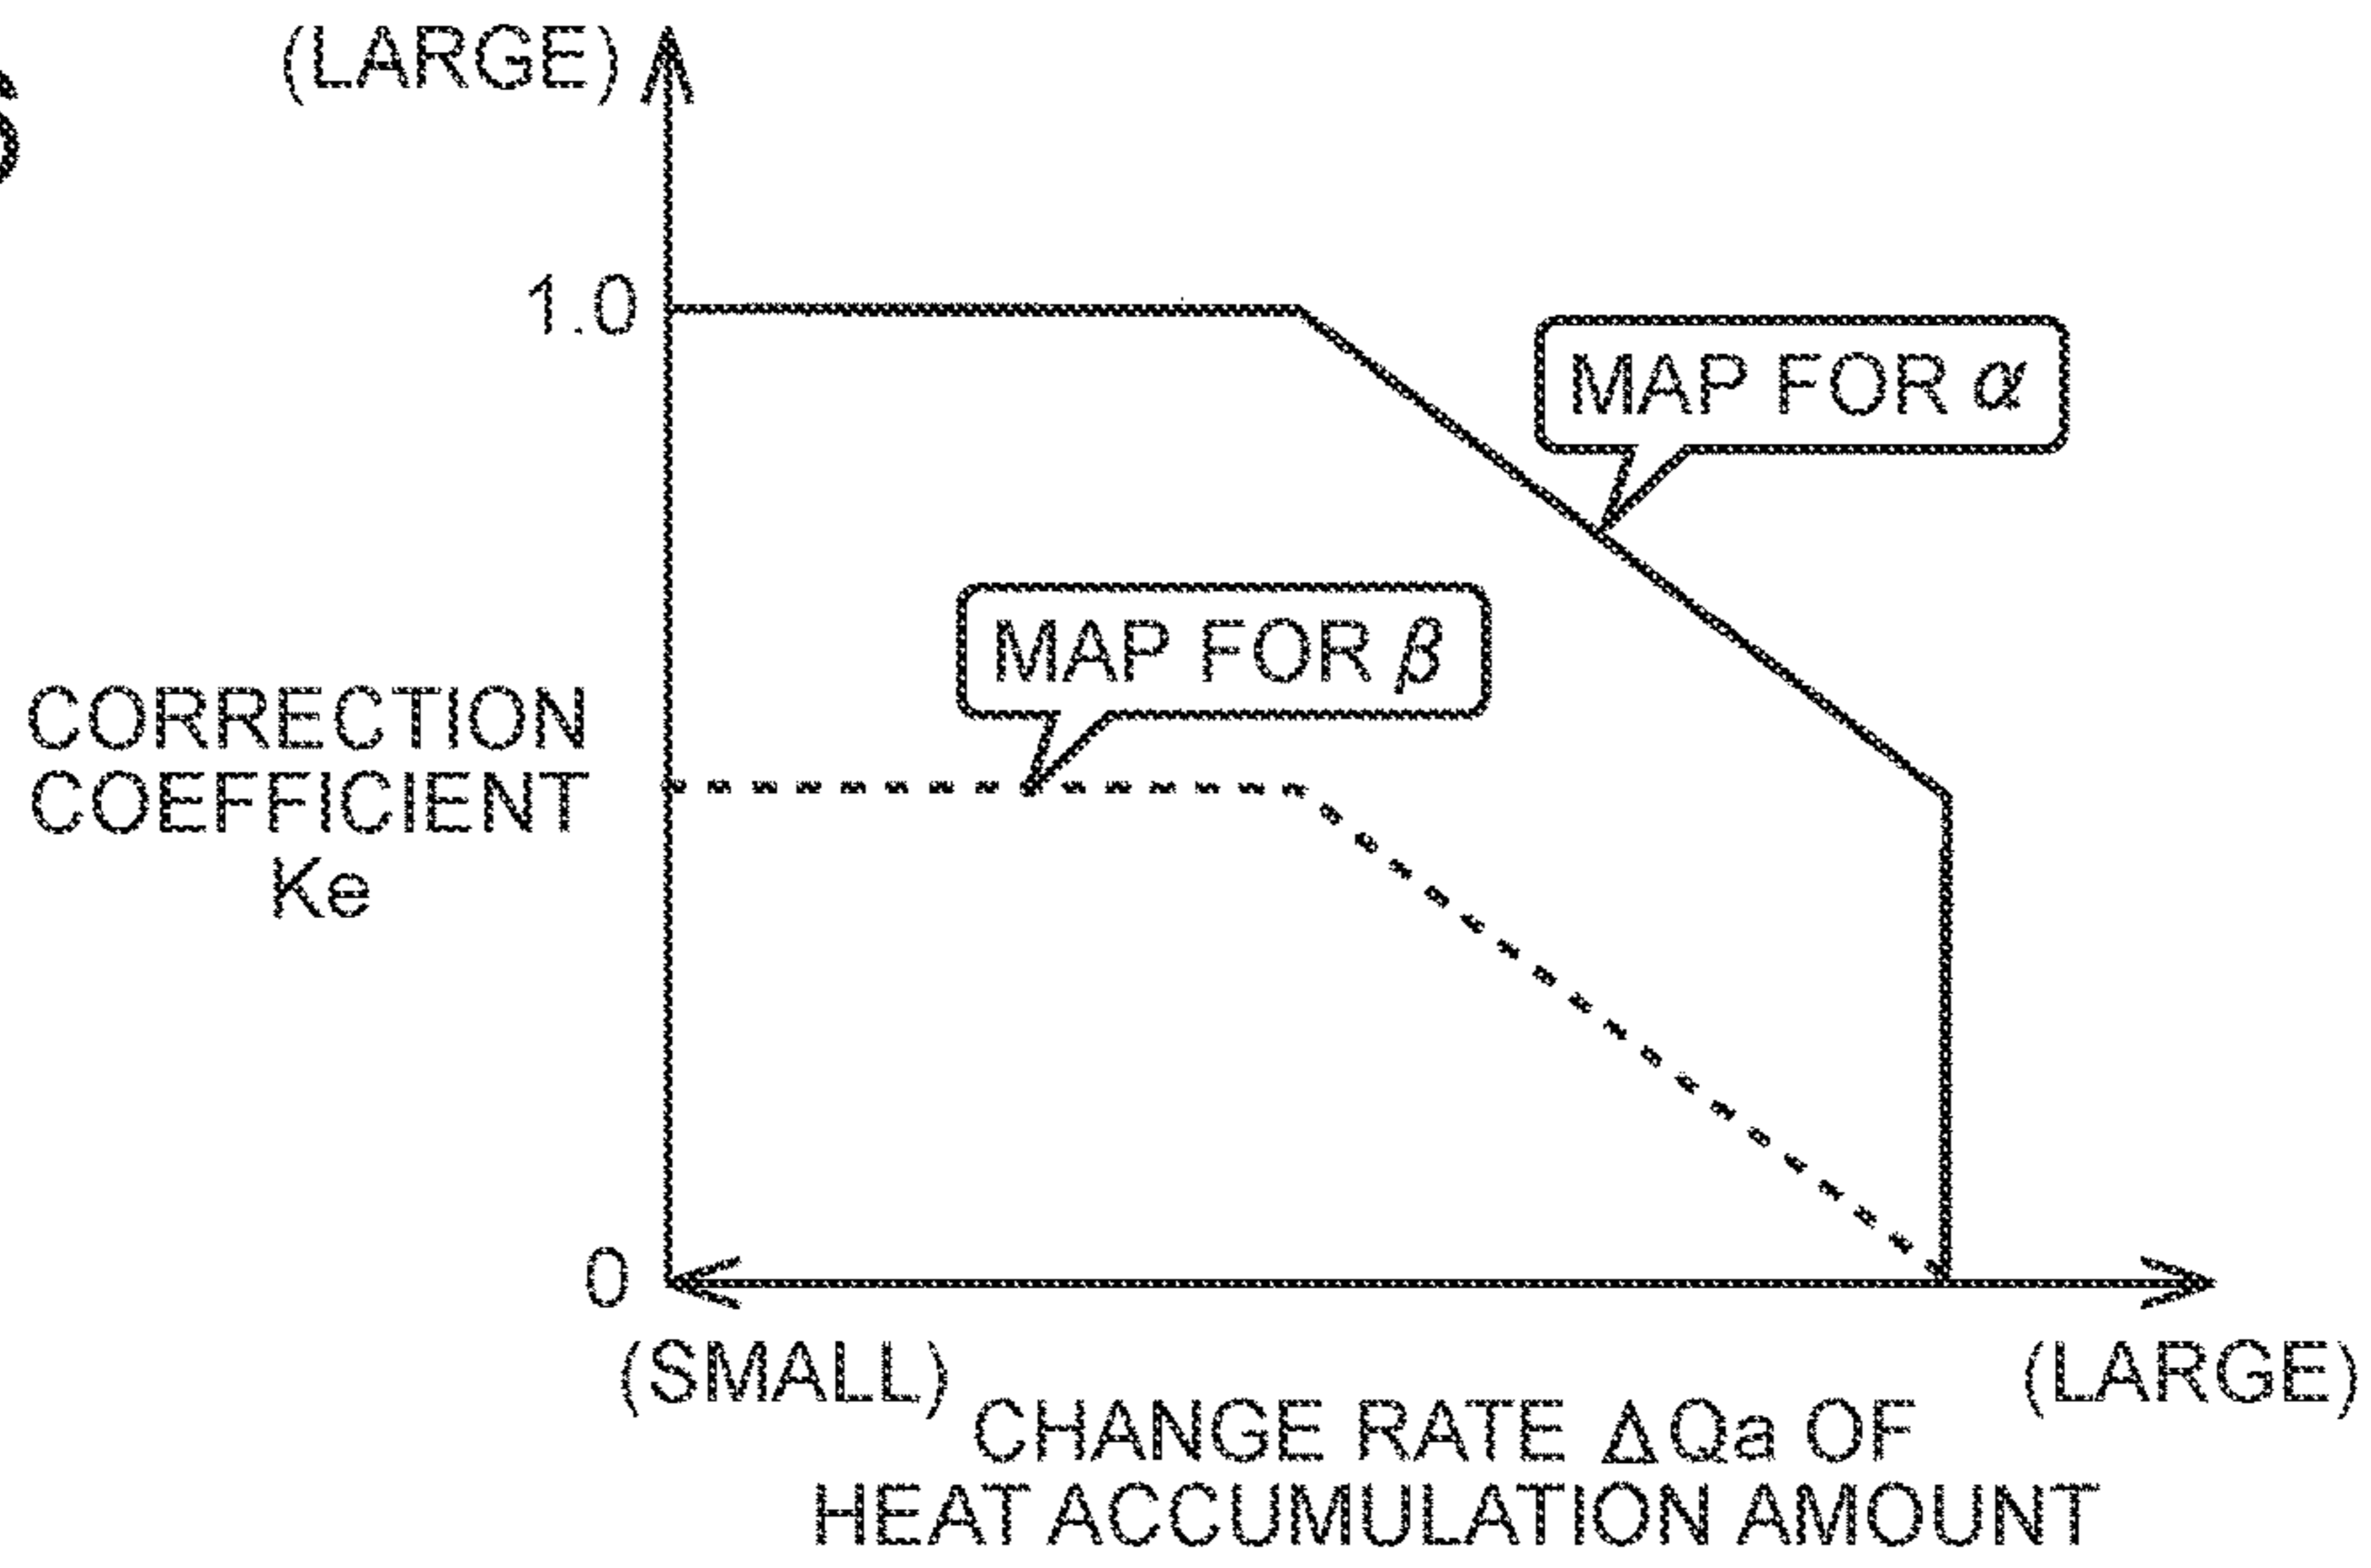 (LARGE)
1.0
MAP FOR α
MAP FOR β
CORRECTION
COEFFICIENT
Ke
0
(SMALL)
(LARGE)
CHANGE RATE ΔQa OF
HEAT ACCUMULATION AMOUNT